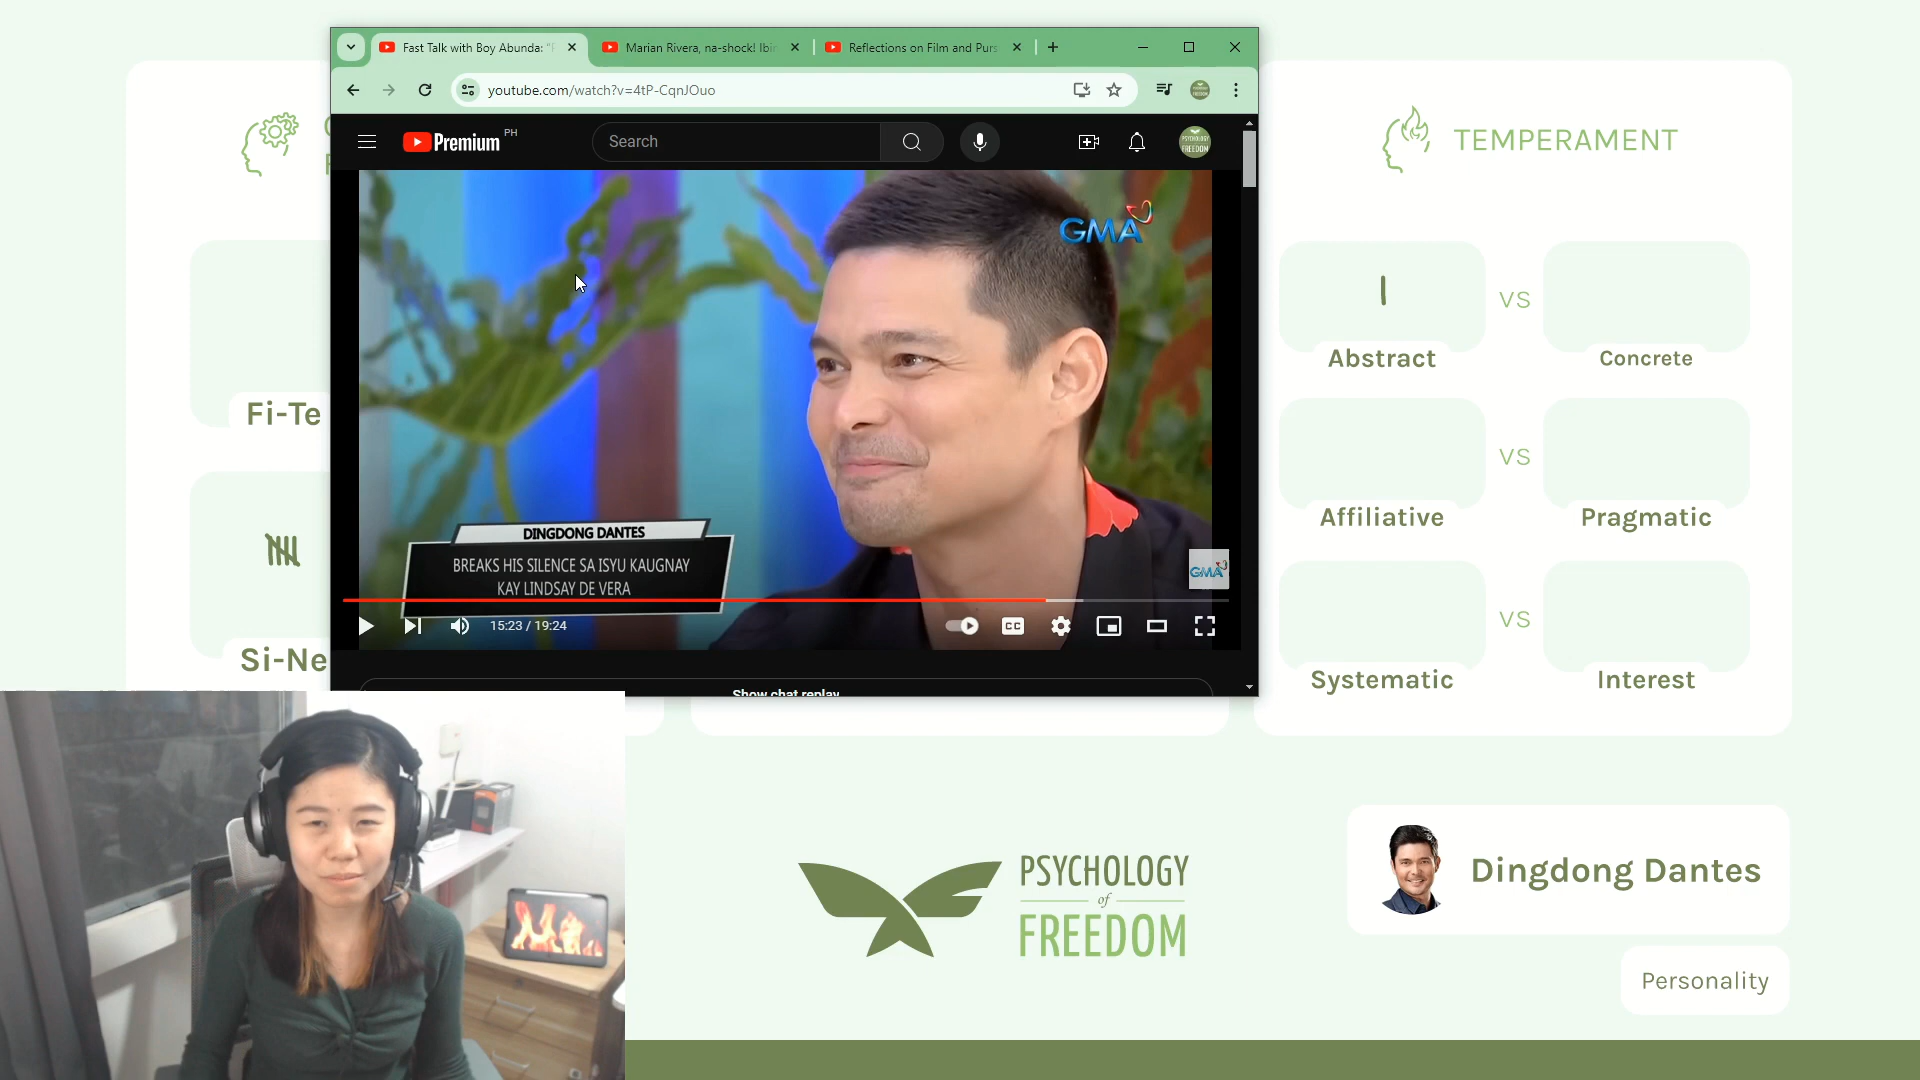 Fast Talk with Boy Abunda: "
Marian Rivera, na-shock!
Reflections on Film and Purs
youtube.com/watch?v=4tP-CqnJOuo
Premium PH
Search
GMA
DINGDONG DANTES
BREAKS HIS SILENCE SA ISYU KAUGNAY
KAY LINDSAY DE VERA
GMA
15:23 / 19:24
CC
Show chat replay
Fi-Te
Si-Ne
TEMPERAMENT
VS
Abstract
Concrete
VS
Affiliative
Pragmatic
VS
Systematic
Interest
PSYCHOLOGY
of
FREEDOM
Dingdong Dantes
Personality